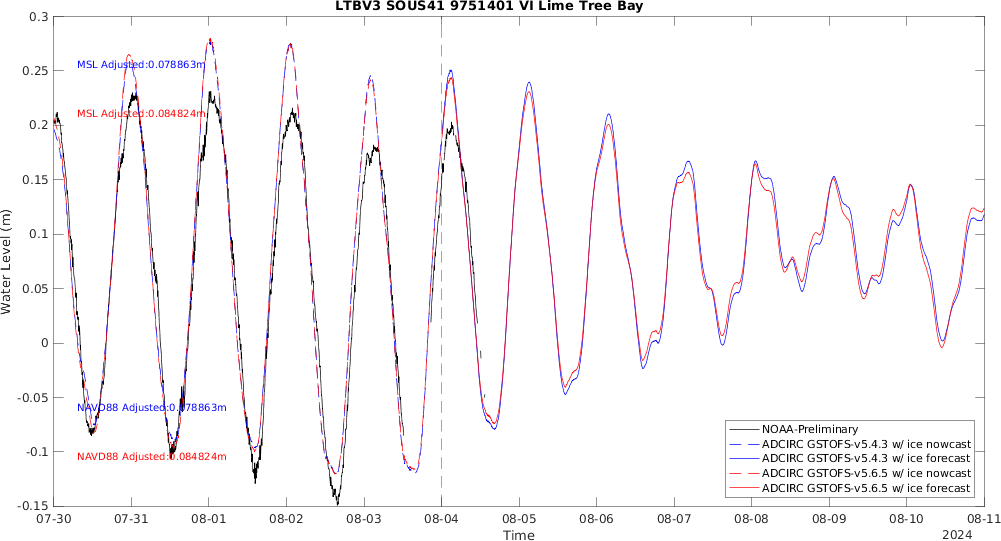 LTBV3 SOUS41 9751401 VI Lime Tree Bay
0.3
0.25
0.2
0.15
0.1
0.05
0
-0.05
-0.1
-0.15
Water Level (m)
MSL Adjusted:0.078863m
MSL Adjusted:0.084824m
NAVD88 Adjusted:0.078863m
NAVD88 Adjusted:0.084824m
NOAA-Preliminary
ADCIRC GSTOFS-v5.4.3 w/ ice nowcast
ADCIRC GSTOFS-v5.4.3 w/ ice forecast
ADCIRC GSTOFS-v5.6.5 w/ ice nowcast
ADCIRC GSTOFS-v5.6.5 w/ ice forecast
07-30 07-31 08-01 08-02 08-03 08-04 08-05 08-06 08-07 08-08 08-09 08-10 08-11
Time
2024